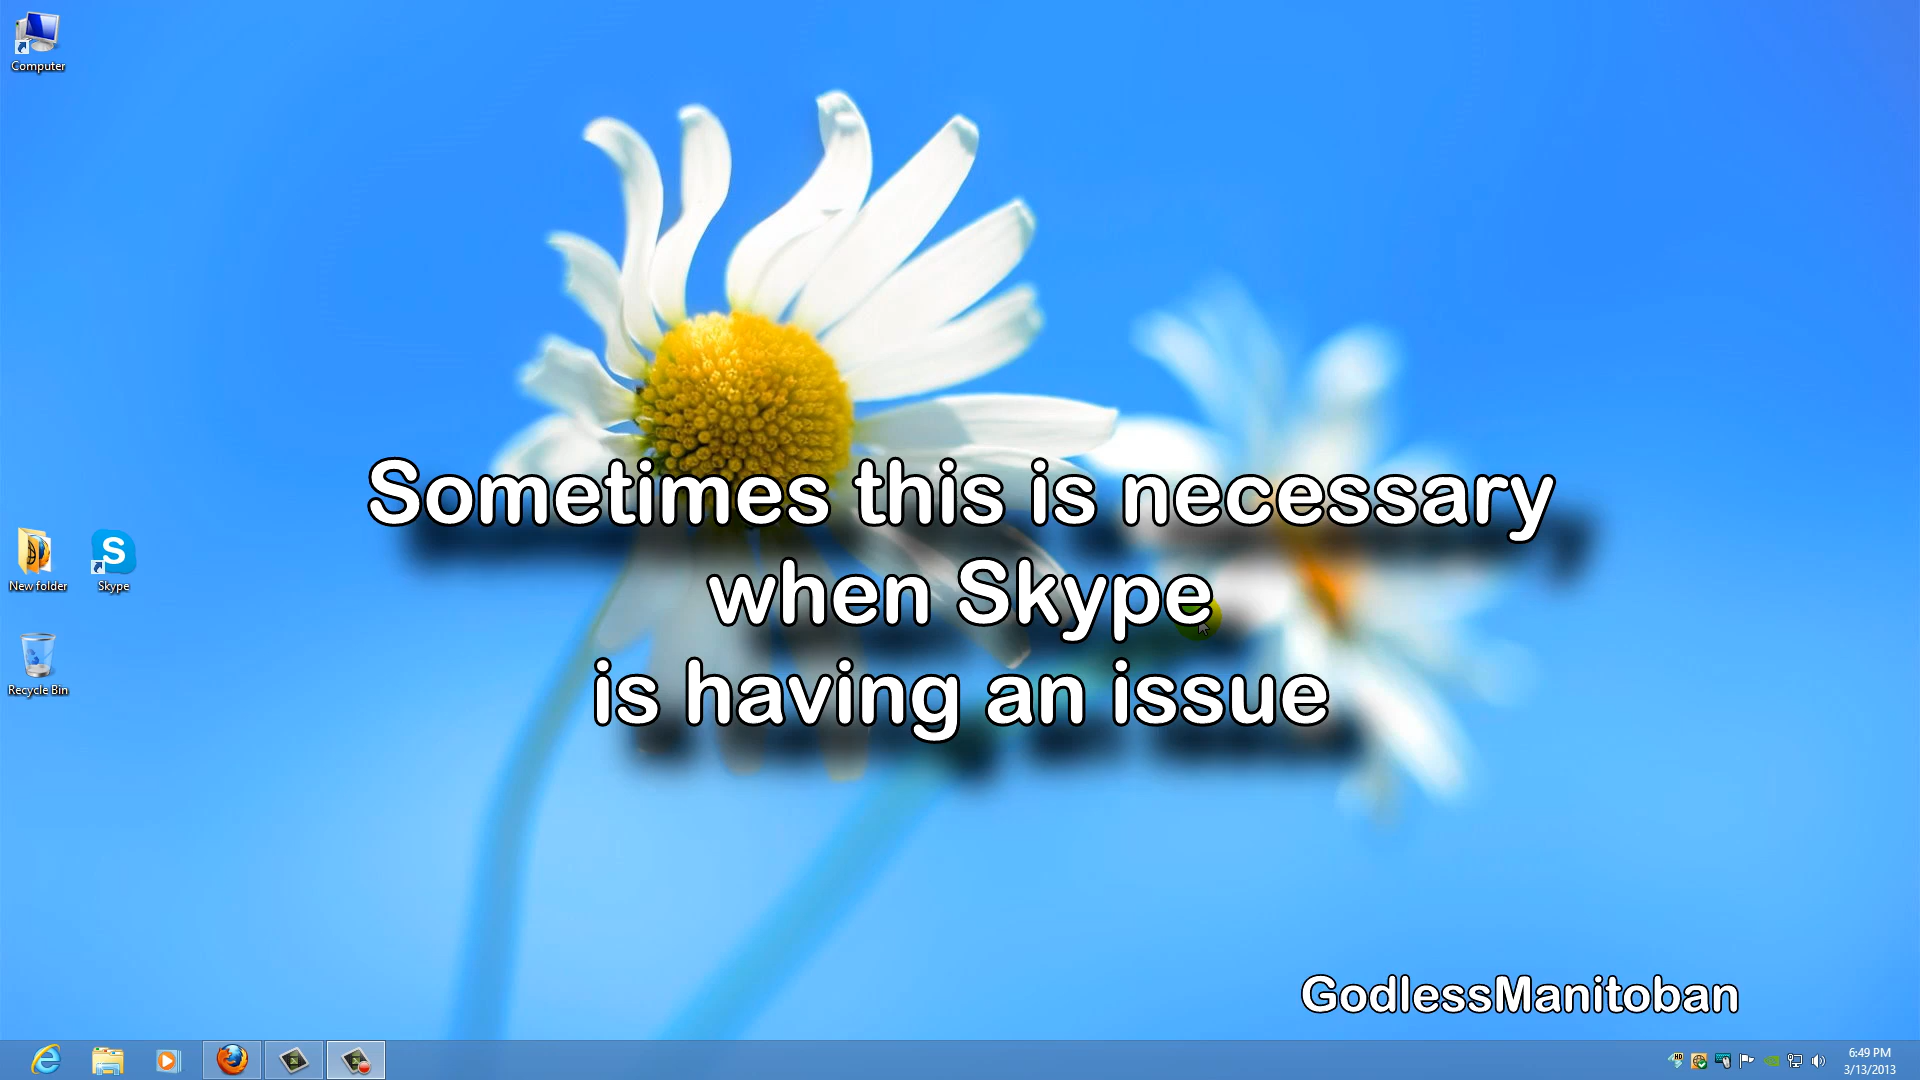 Computer
Sometimes this is necessary
when Skype
is having an issue
New folder
Skype
Recycle Bin
GodlessManitoban
6:49 PM
3/13/2013